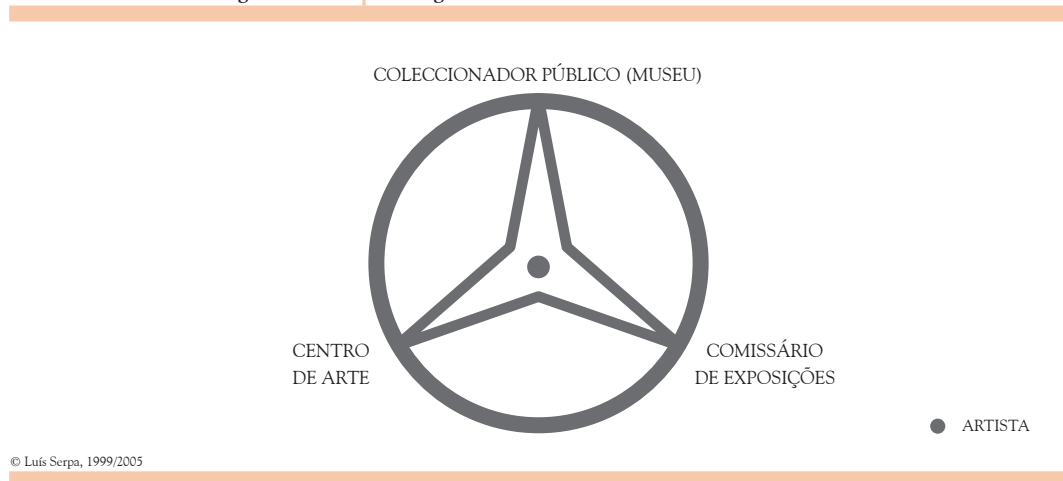 COLECCIONADOR PÚBLICO (MUSEU)
CENTRO
DE ARTE
COMISSÁRIO
DE EXPOSIÇÕES
ARTISTA
© Luís Serpa, 1999/2005